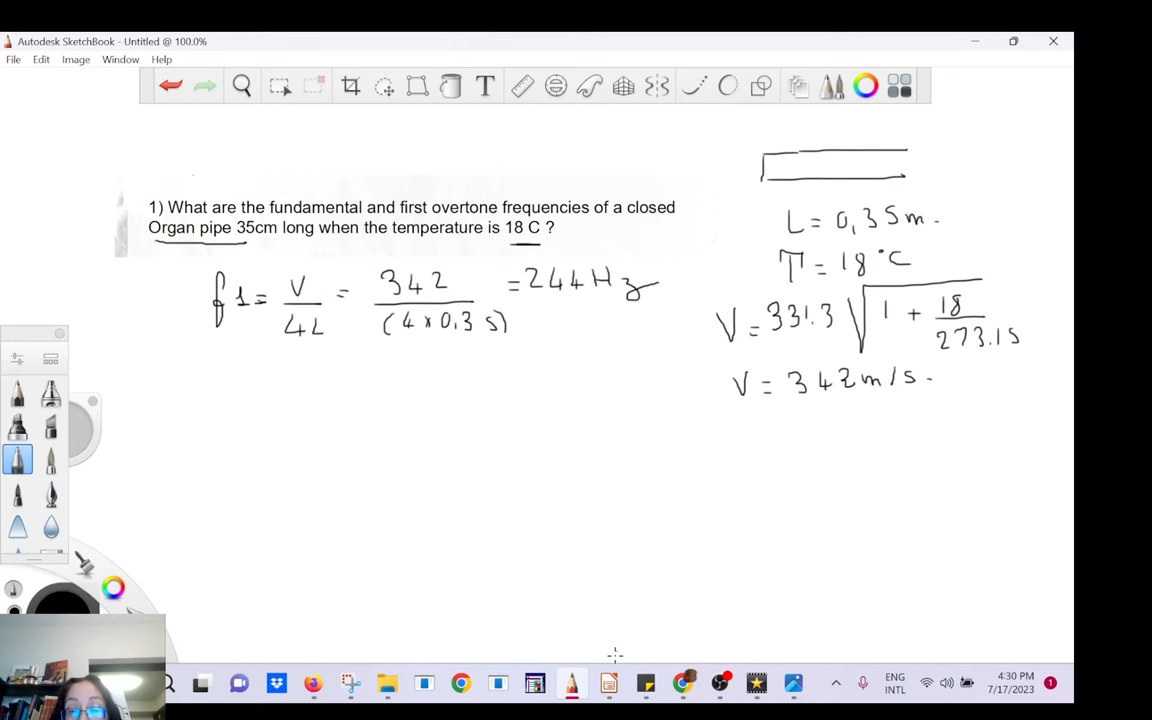 Autodesk SketchBook - Untitled @ 100.0%
File Edit Image Window Help
T
1) What are the fundamental and first overtone frequencies of a closed
Organ pipe 35cm long when the temperature is 18 C ?
f1 = V / 4L = 342 / (4 x 0.35) = 244 Hz
L = 0,35m.
T = 18°C
V = 331.3 √ 1 + 18 / 273.15
V = 342 m/s.
ENG
INTL
4:30 PM
7/17/2023
1